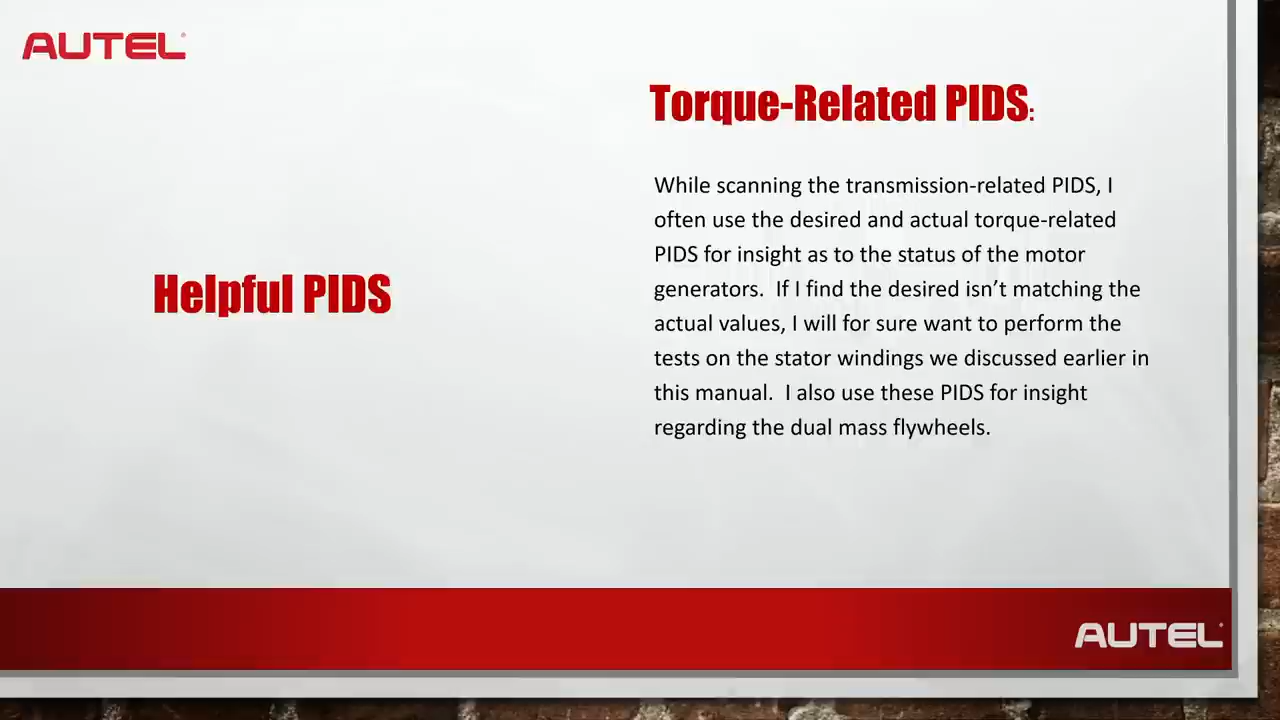 AUTEL
Torque-Related PIDS:
While scanning the transmission-related PIDS, I
often use the desired and actual torque-related
PIDS for insight as to the status of the motor
generators.  If I find the desired isn’t matching the
actual values, I will for sure want to perform the
tests on the stator windings we discussed earlier in
this manual.  I also use these PIDS for insight
regarding the dual mass flywheels.
Helpful PIDS
AUTEL